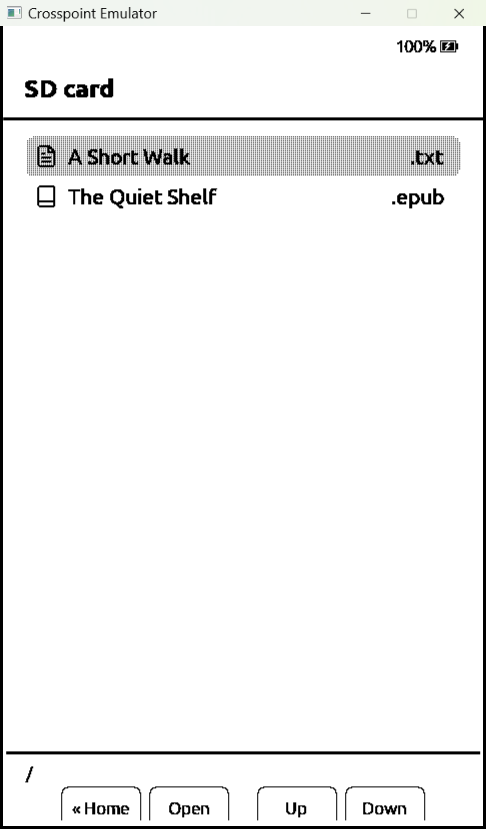 Crosspoint Emulator
100%
SD card
A Short Walk .txt
The Quiet Shelf .epub
/
« Home Open Up Down